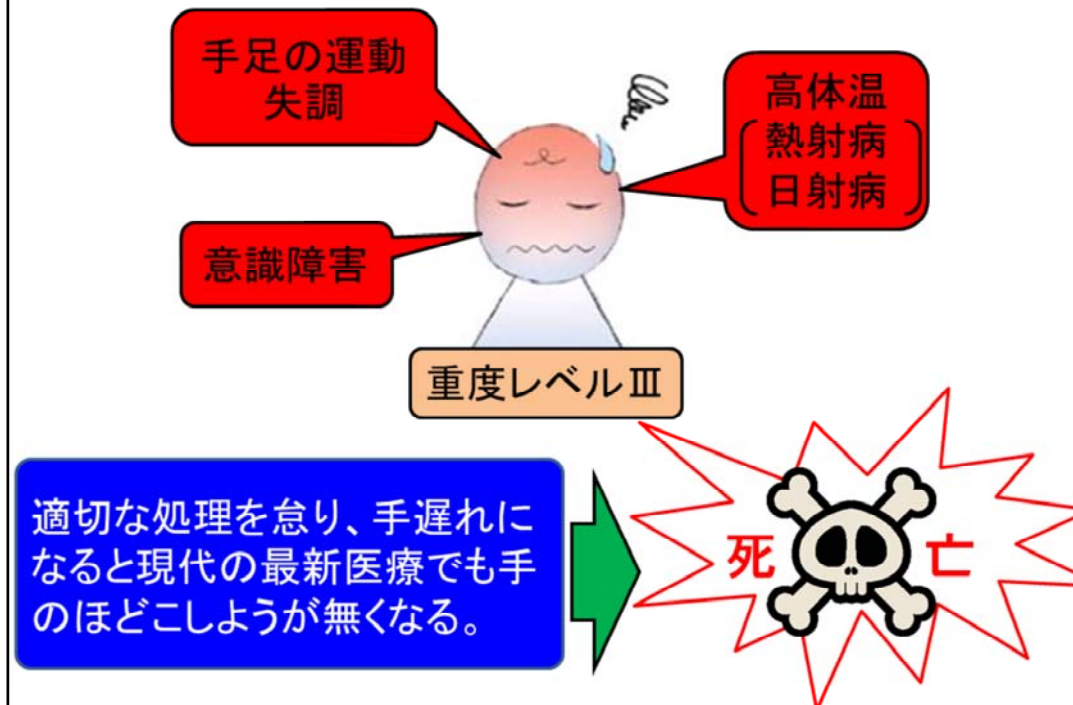 手足の運動
失調
高体温
熱射病
日射病
意識障害
重度レベルⅢ
適切な処理を怠り、手遅れに
なると現代の最新医療でも手
のほどこしようが無くなる。
死亡